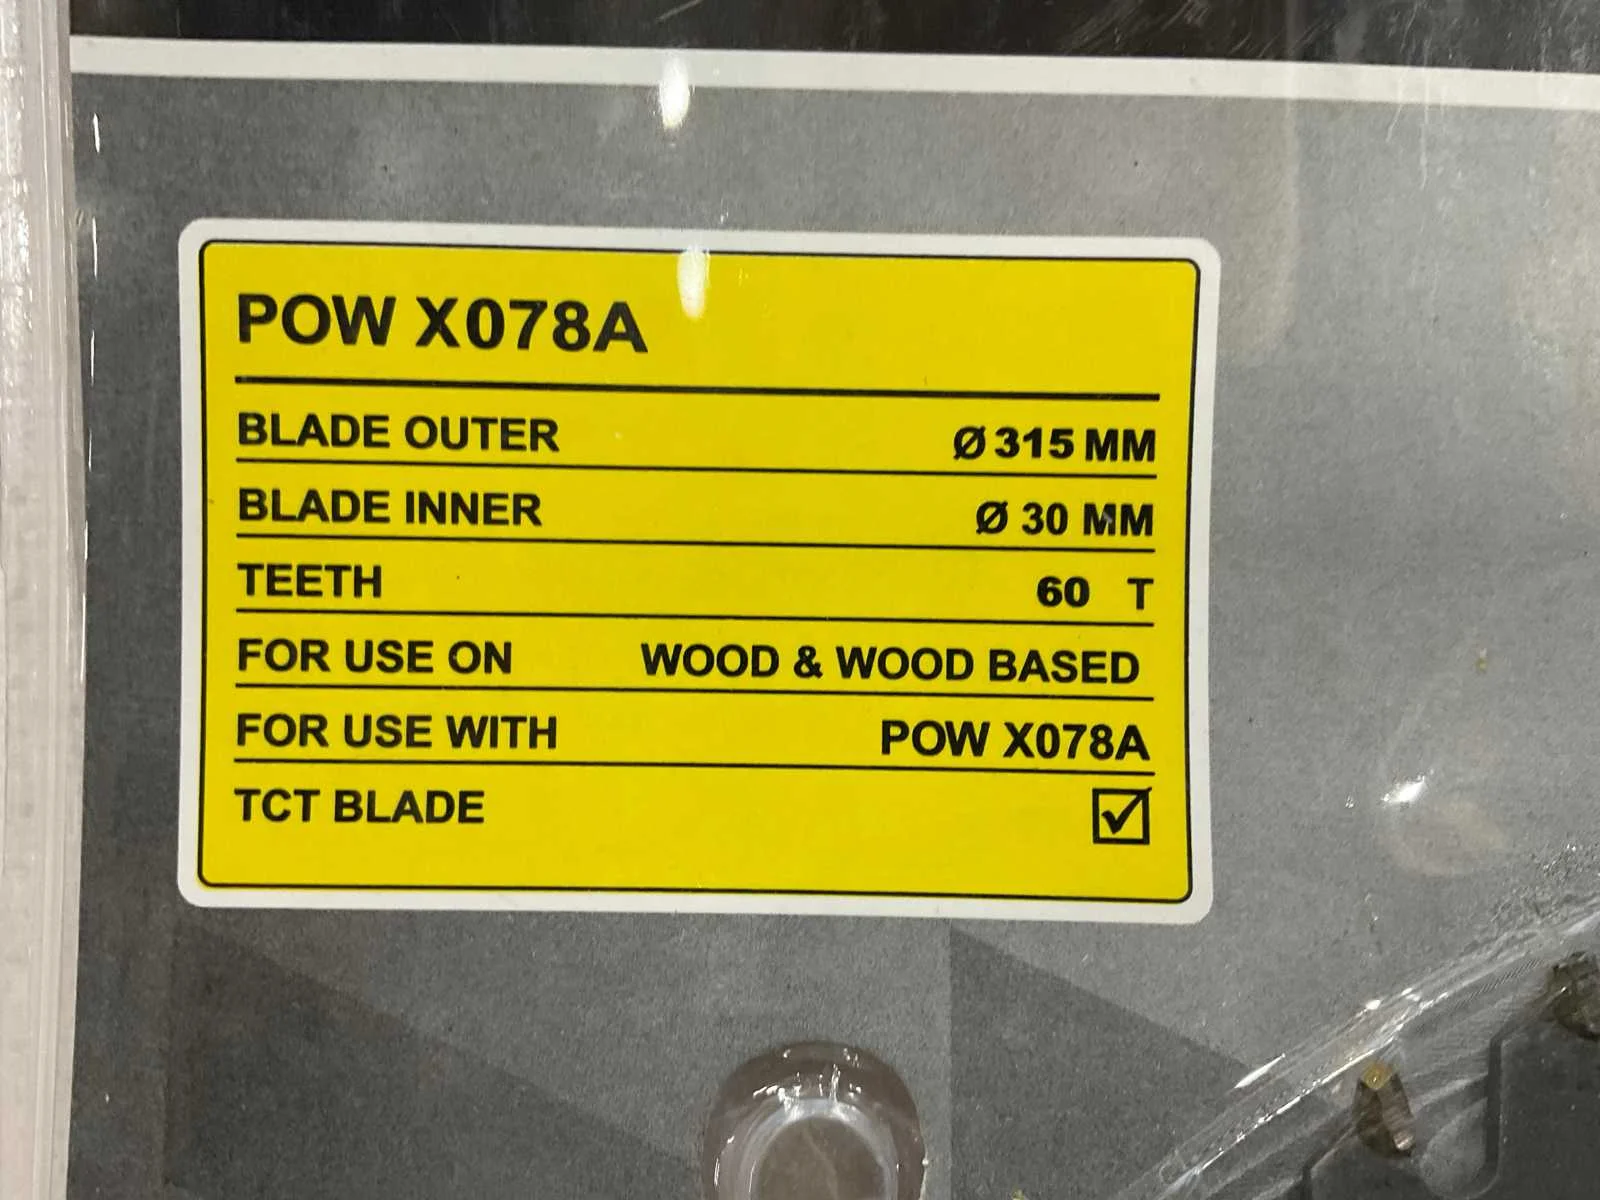 POW X078A
BLADE OUTER Ø 315 MM
BLADE INNER Ø 30 MM
TEETH 60 T
FOR USE ON WOOD & WOOD BASED
FOR USE WITH POW X078A
TCT BLADE ☑